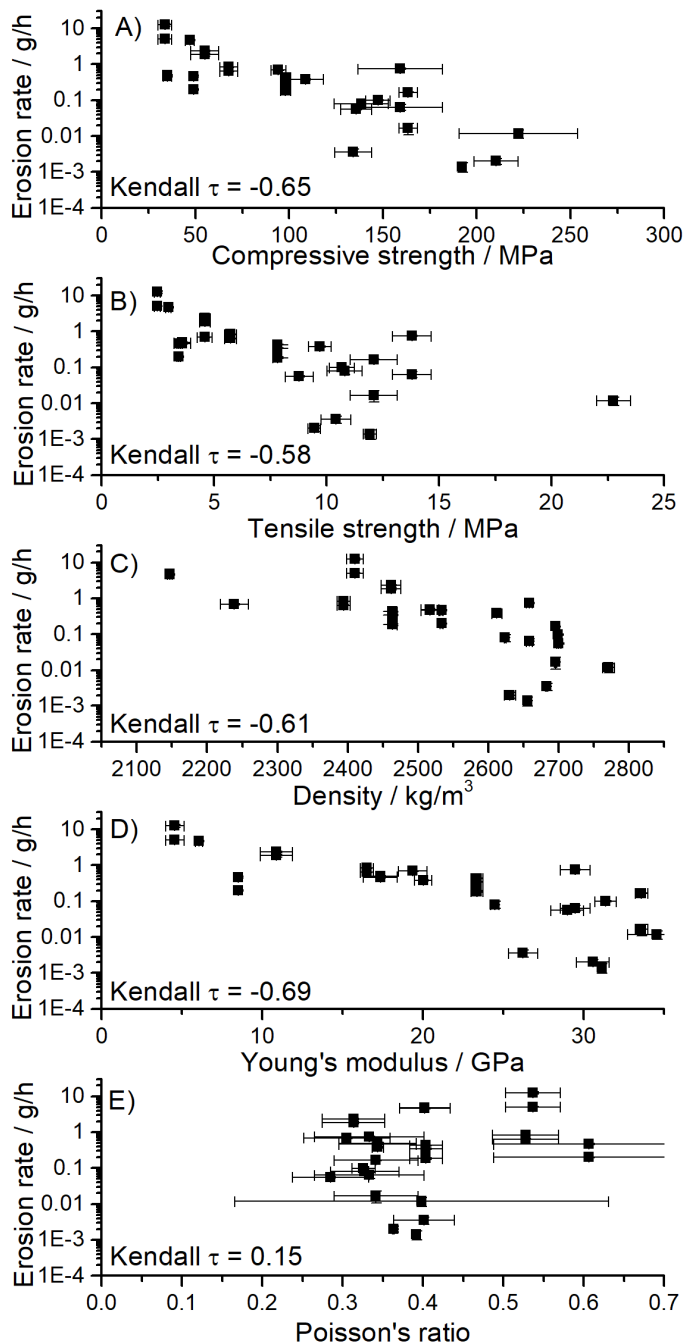 A)
Erosion rate / g/h
10
1
0.1
0.01
1E-3
1E-4
Kendall τ = -0.65
0 50 100 150 200 250 300
Compressive strength / MPa
B)
Erosion rate / g/h
10
1
0.1
0.01
1E-3
1E-4
Kendall τ = -0.58
0 5 10 15 20 25
Tensile strength / MPa
C)
Erosion rate / g/h
10
1
0.1
0.01
1E-3
1E-4
Kendall τ = -0.61
2100 2200 2300 2400 2500 2600 2700 2800
Density / kg/m³
D)
Erosion rate / g/h
10
1
0.1
0.01
1E-3
1E-4
Kendall τ = -0.69
0 10 20 30
Young's modulus / GPa
E)
Erosion rate / g/h
10
1
0.1
0.01
1E-3
1E-4
Kendall τ = 0.15
0.0 0.1 0.2 0.3 0.4 0.5 0.6 0.7
Poisson's ratio